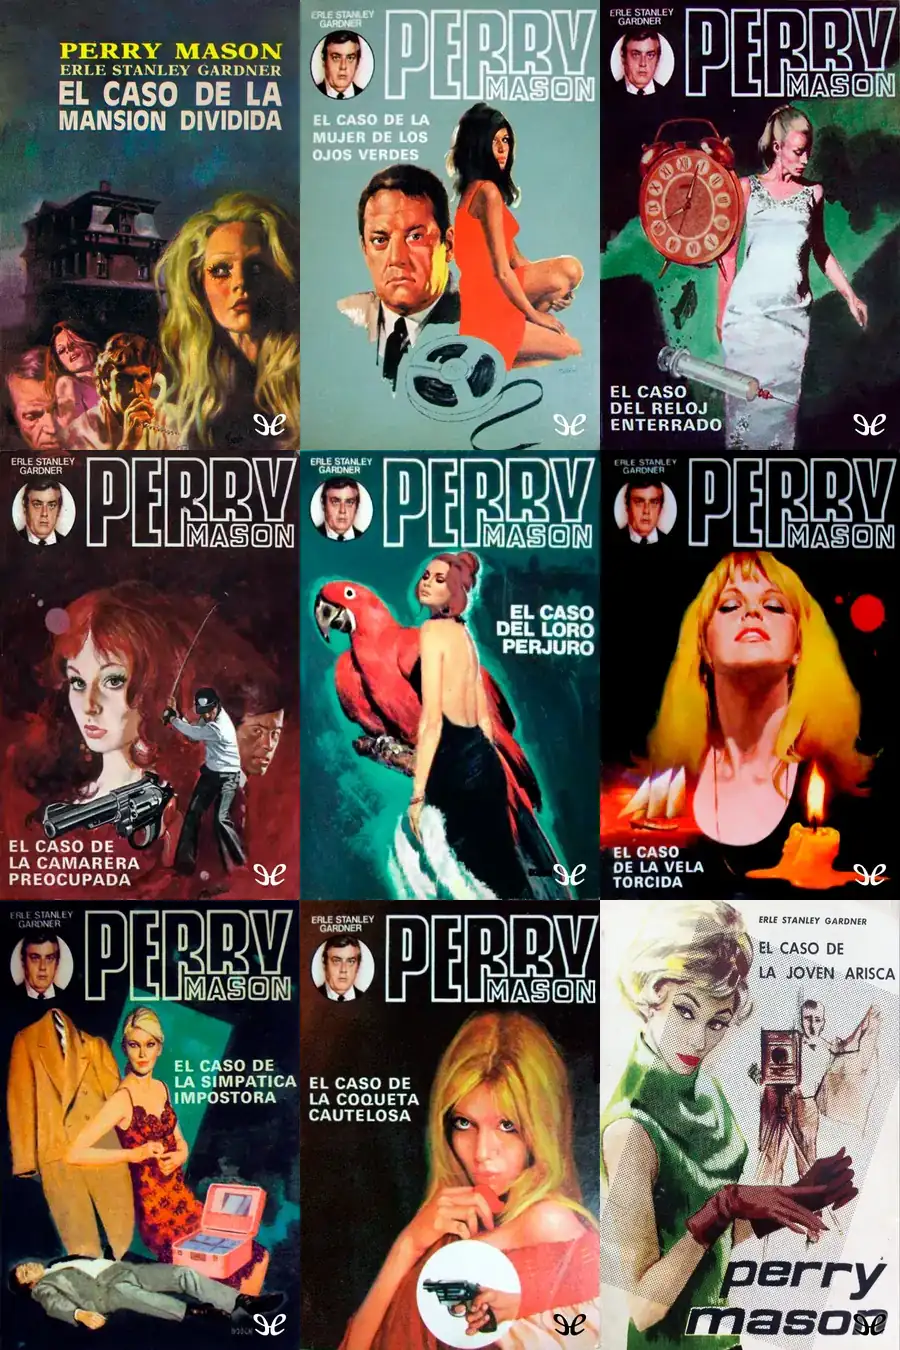 PERRY MASON
ERLE STANLEY GARDNER
EL CASO DE LA
MANSION DIVIDIDA
ERLE STANLEY
GARDNER
PERRY
MASON
EL CASO DE LA
MUJER DE LOS
OJOS VERDES
ERLE STANLEY
GARDNER
PERRY
MASON
EL CASO
DEL RELOJ
ENTERRADO
ERLE STANLEY
GARDNER
PERRY
MASON
EL CASO DE
LA CAMARERA
PREOCUPADA
ERLE STANLEY
GARDNER
PERRY
MASON
EL CASO
DEL LORO
PERJURO
ERLE STANLEY
GARDNER
PERRY
MASON
EL CASO
DE LA VELA
TORCIDA
ERLE STANLEY
GARDNER
PERRY
MASON
EL CASO DE
LA SIMPATICA
IMPOSTORA
ERLE STANLEY
GARDNER
PERRY
MASON
EL CASO DE
LA COQUETA
CAUTELOSA
ERLE STANLEY GARDNER
EL CASO DE
LA JOVEN ARISCA
perry
mason